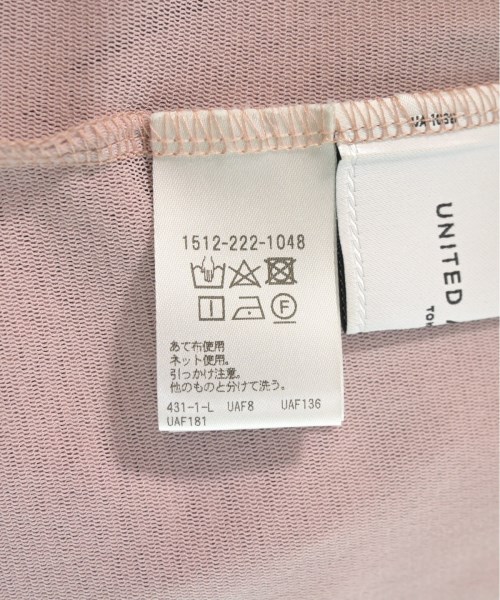 1512-222-1048
F
あて布使用
ネット使用。
引っかけ注意。
他のものと分けて洗う。
431-1-L UAF8 UAF136
UAF181
UNITED